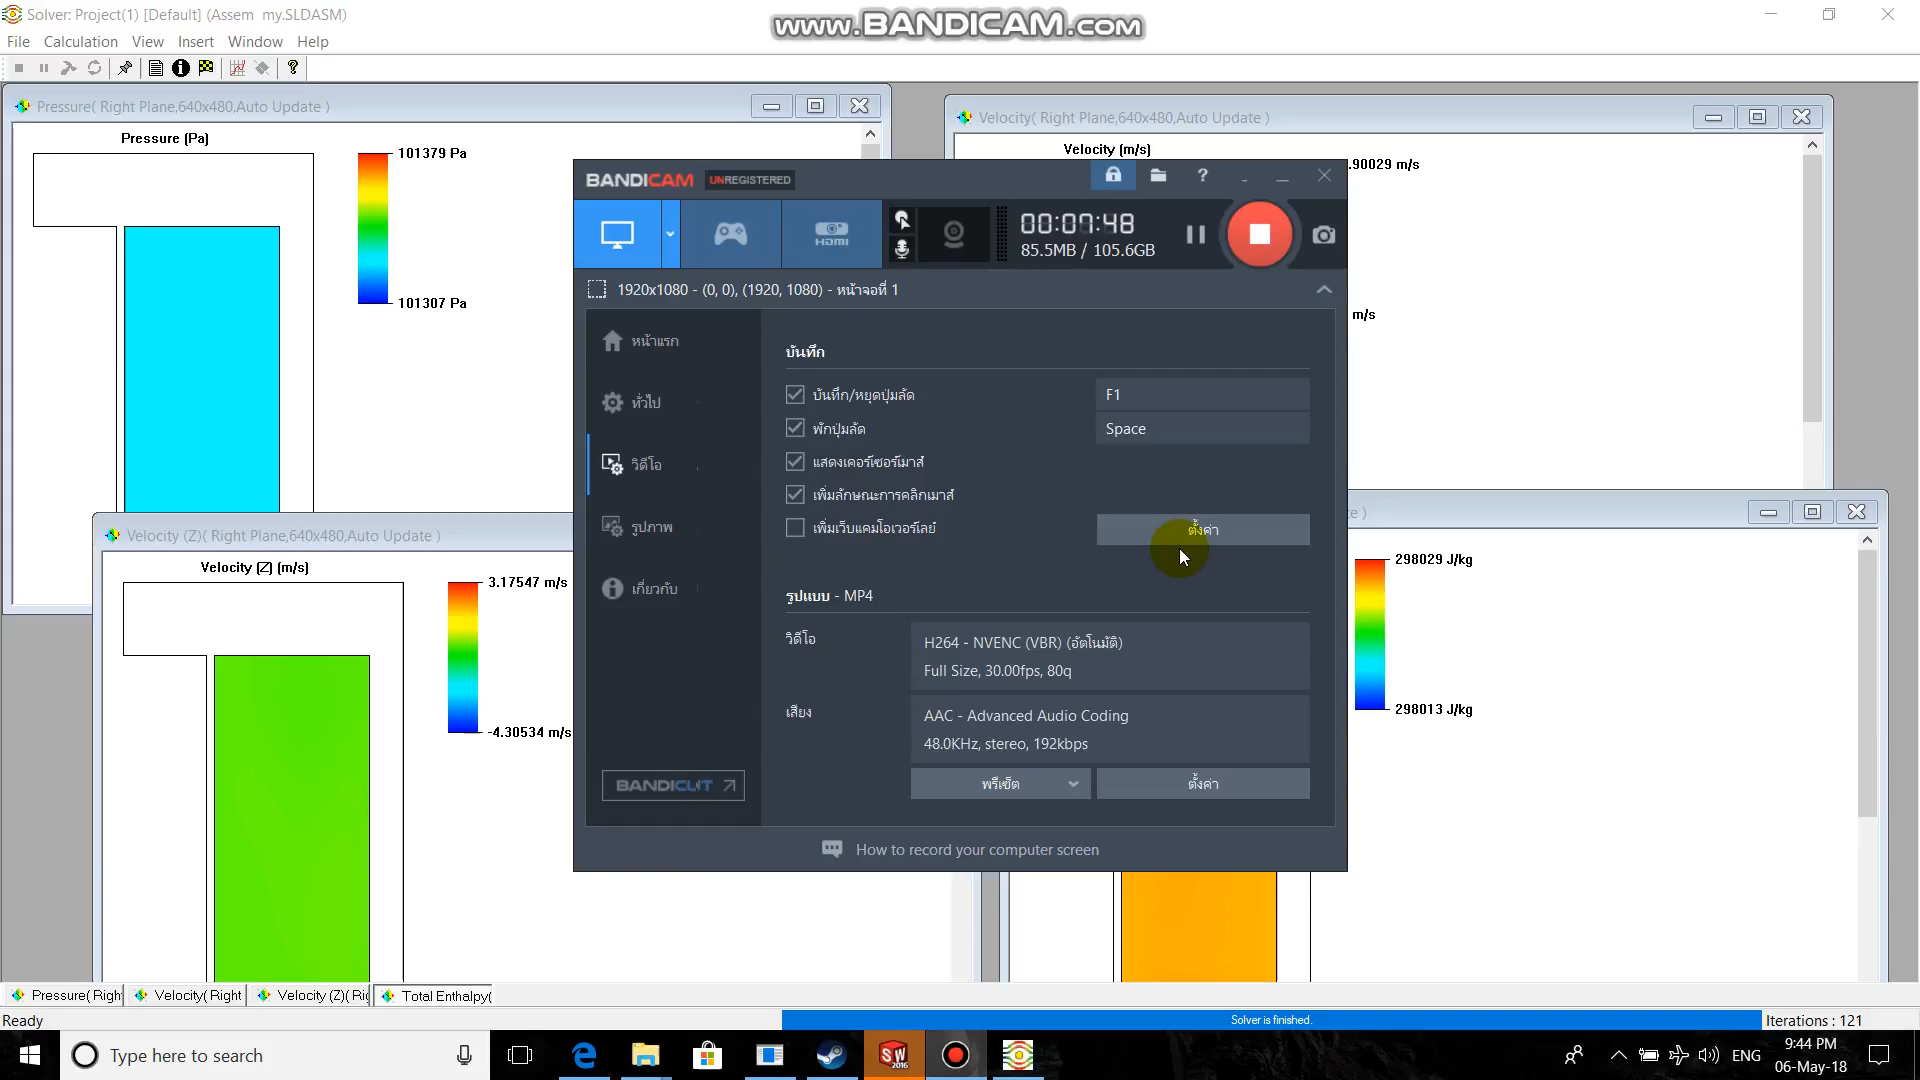 Solver: Project(1) [Default] (Assem my.SLDASM)
www.BANDICAM.com
File Calculation View Insert Window Help
Pressure( Right Plane,640x480,Auto Update )
Pressure (Pa)
101379 Pa
101307 Pa
Velocity( Right Plane,640x480,Auto Update )
Velocity (m/s)
.90029 m/s
m/s
BANDICAM UNREGISTERED
?
HDMI
00:07:48
85.5MB / 105.6GB
1920x1080 - (0, 0), (1920, 1080) - หน้าจอที่ 1
หน้าแรก
ทั่วไป
วิดีโอ
รูปภาพ
เกี่ยวกับ
BANDICUT
บันทึก
บันทึก/หยุดปุ่มลัด F1
พักปุ่มลัด Space
แสดงเคอร์เซอร์เมาส์
เพิ่มลักษณะการคลิกเมาส์
เพิ่มเว็บแคมโอเวอร์เลย์ ตั้งค่า
รูปแบบ - MP4
วิดีโอ
H264 - NVENC (VBR) (อัตโนมัติ)
Full Size, 30.00fps, 80q
เสียง
AAC - Advanced Audio Coding
48.0KHz, stereo, 192kbps
พรีเซ็ต ตั้งค่า
How to record your computer screen
Velocity (Z)( Right Plane,640x480,Auto Update )
Velocity (Z) (m/s)
3.17547 m/s
-4.30534 m/s
e )
298029 J/kg
298013 J/kg
Pressure( Righ Velocity( Right Velocity (Z)( Rig Total Enthalpy(
Ready Solver is finished. Iterations : 121
Type here to search
SW
2016
ENG
9:44 PM
06-May-18